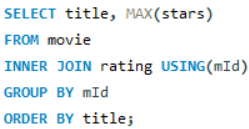 SELECT title, MAX(stars)
FROM movie
INNER JOIN rating USING(mId)
GROUP BY mId
ORDER BY title;